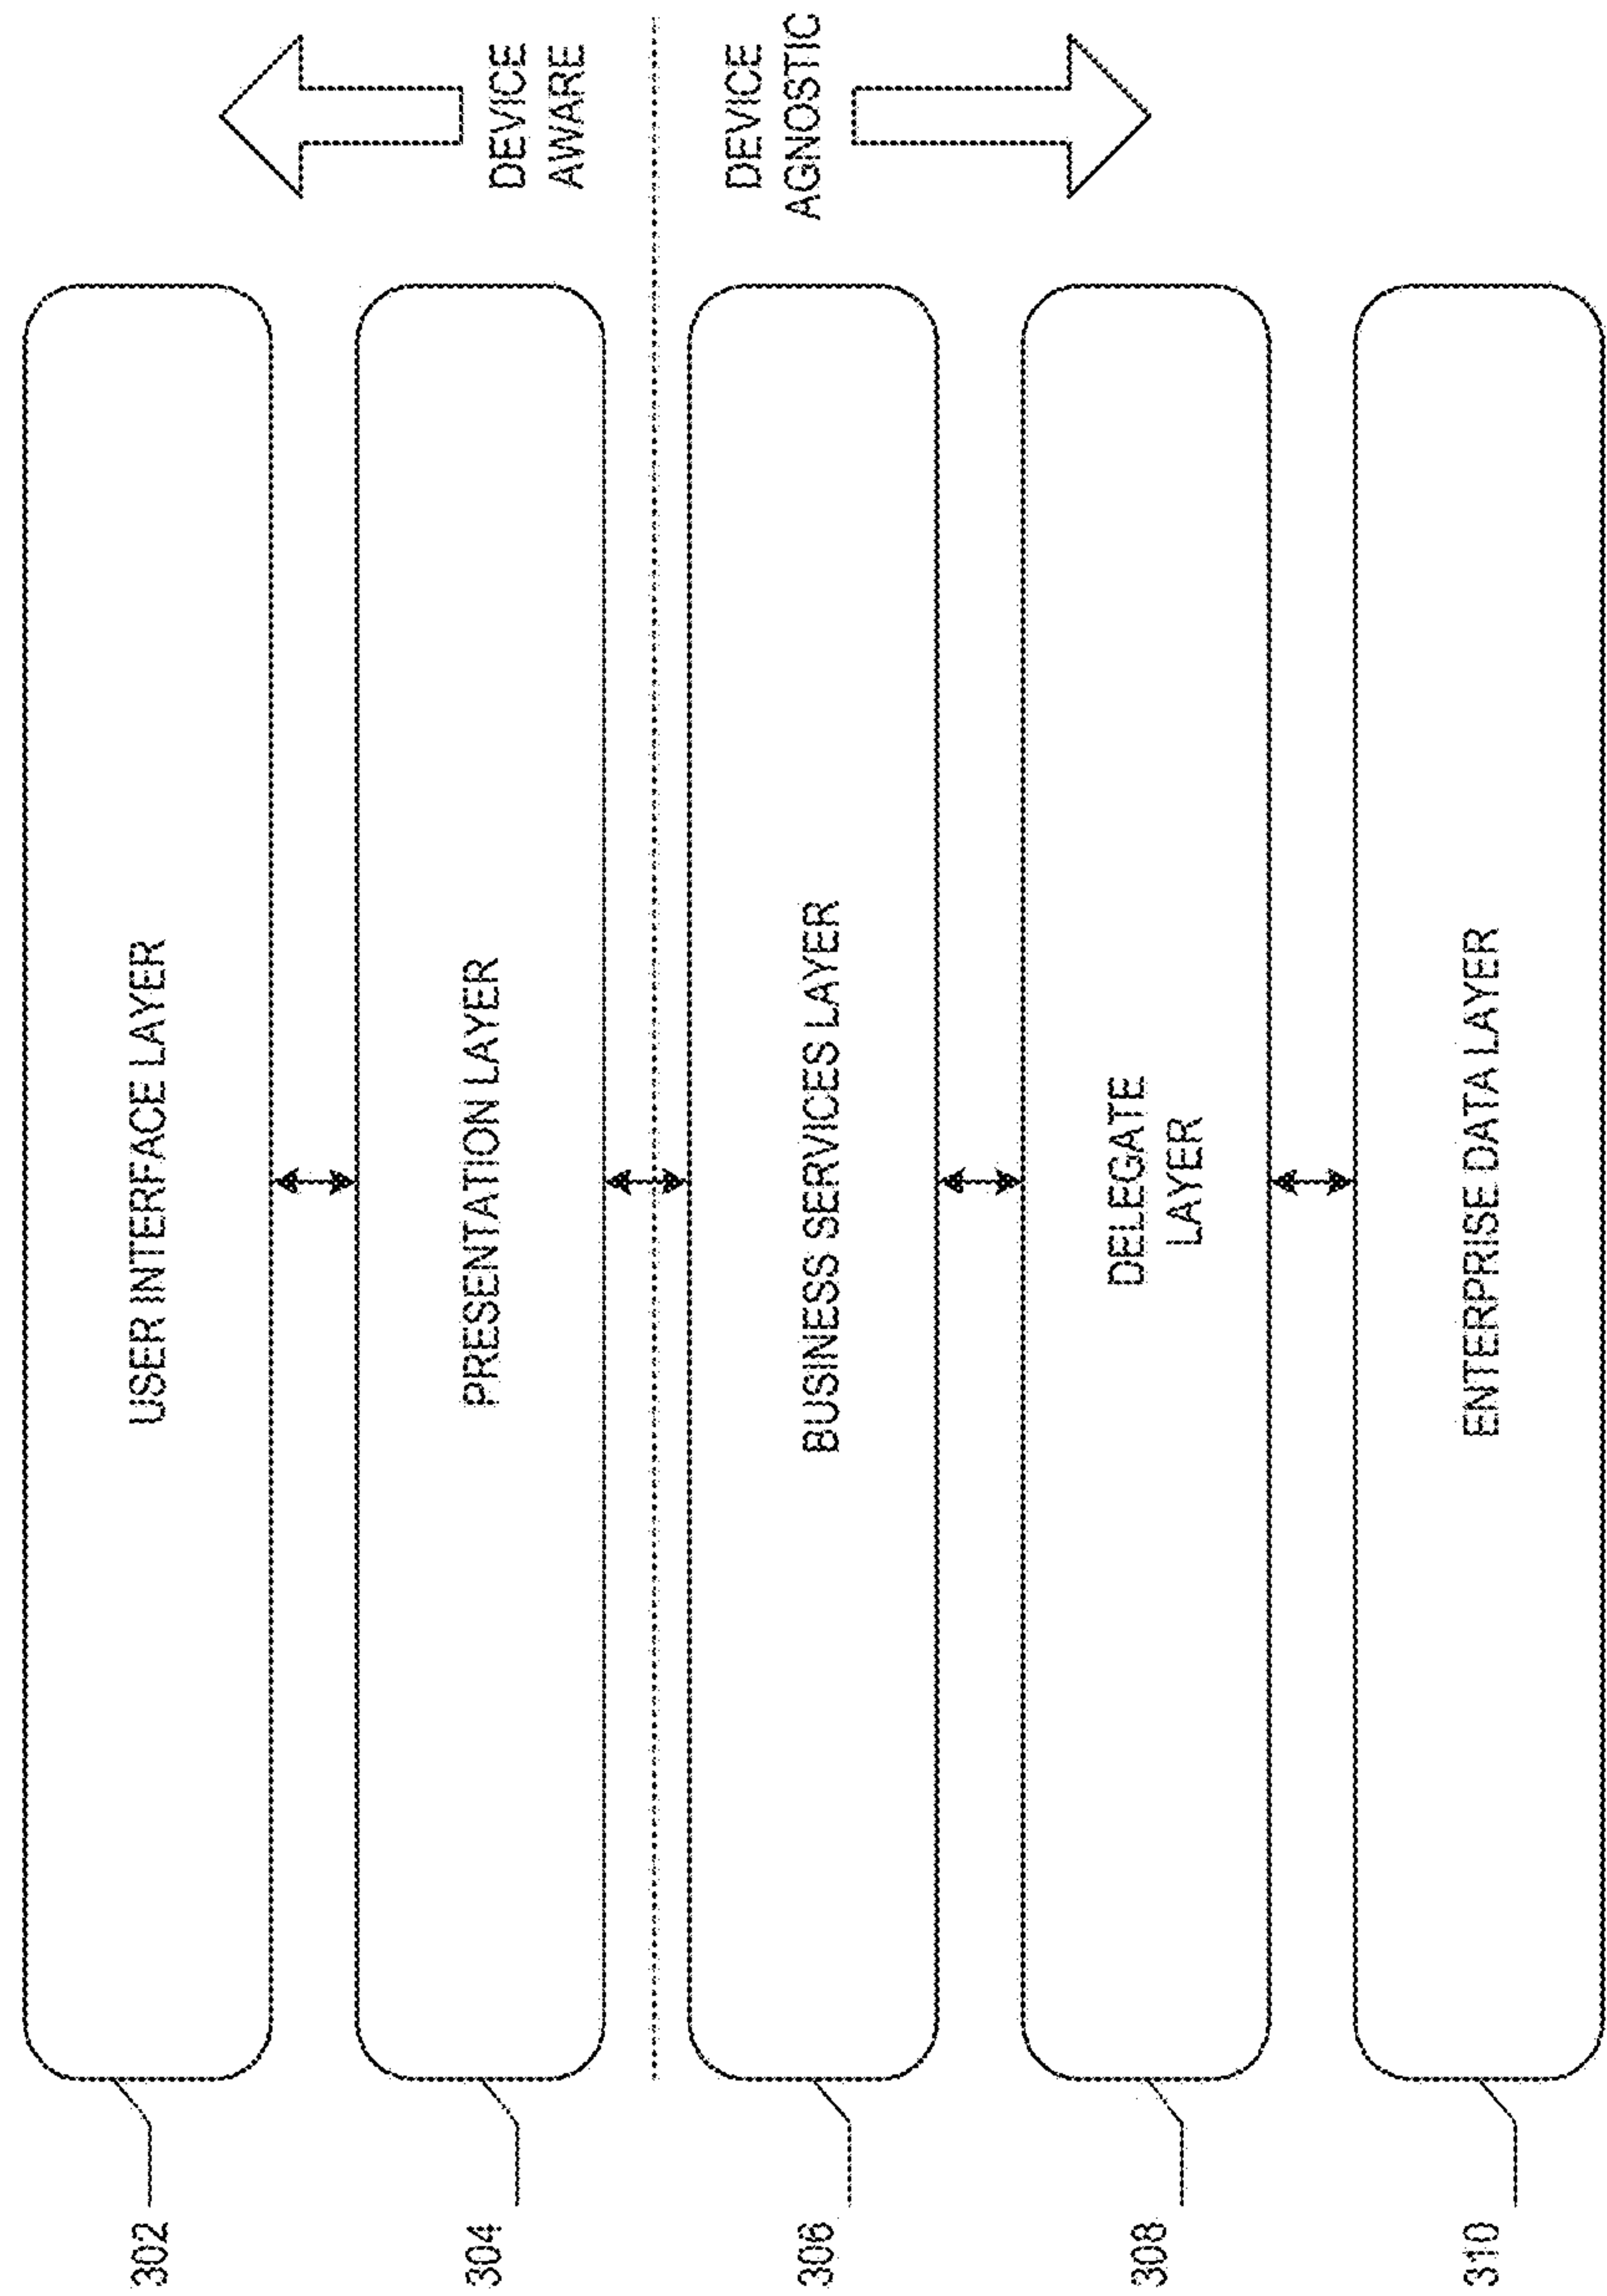 302
USER INTERFACE LAYER
304
PRESENTATION LAYER
DEVICE
AWARE
306
BUSINESS SERVICES LAYER
DEVICE
AGNOSTIC
308
DELEGATE
LAYER
310
ENTERPRISE DATA LAYER